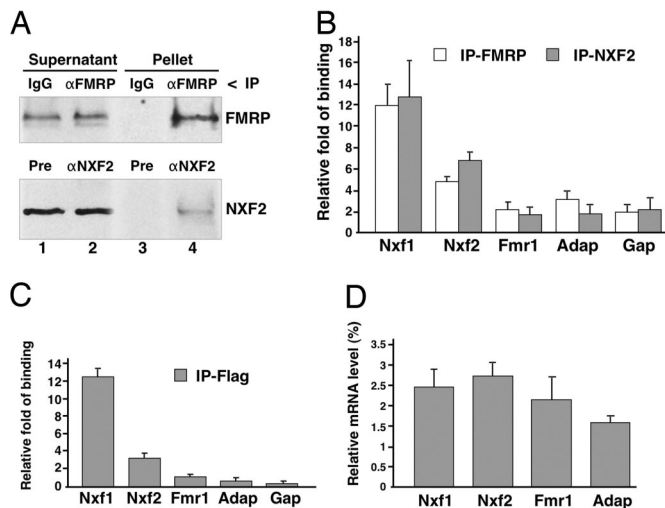 A
Supernatant Pellet
IgG αFMRP IgG αFMRP < IP
FMRP
Pre αNXF2 Pre αNXF2
NXF2
1 2 3 4
B
Relative fold of binding
18
16
14
12
10
8
6
4
2
0
IP-FMRP IP-NXF2
Nxf1 Nxf2 Fmr1 Adap Gap
C
Relative fold of binding
14
12
10
8
6
4
2
0
IP-Flag
Nxf1 Nxf2 Fmr1 Adap Gap
D
Relative mRNA level (%)
3.5
3
2.5
2
1.5
1
.5
0
Nxf1 Nxf2 Fmr1 Adap